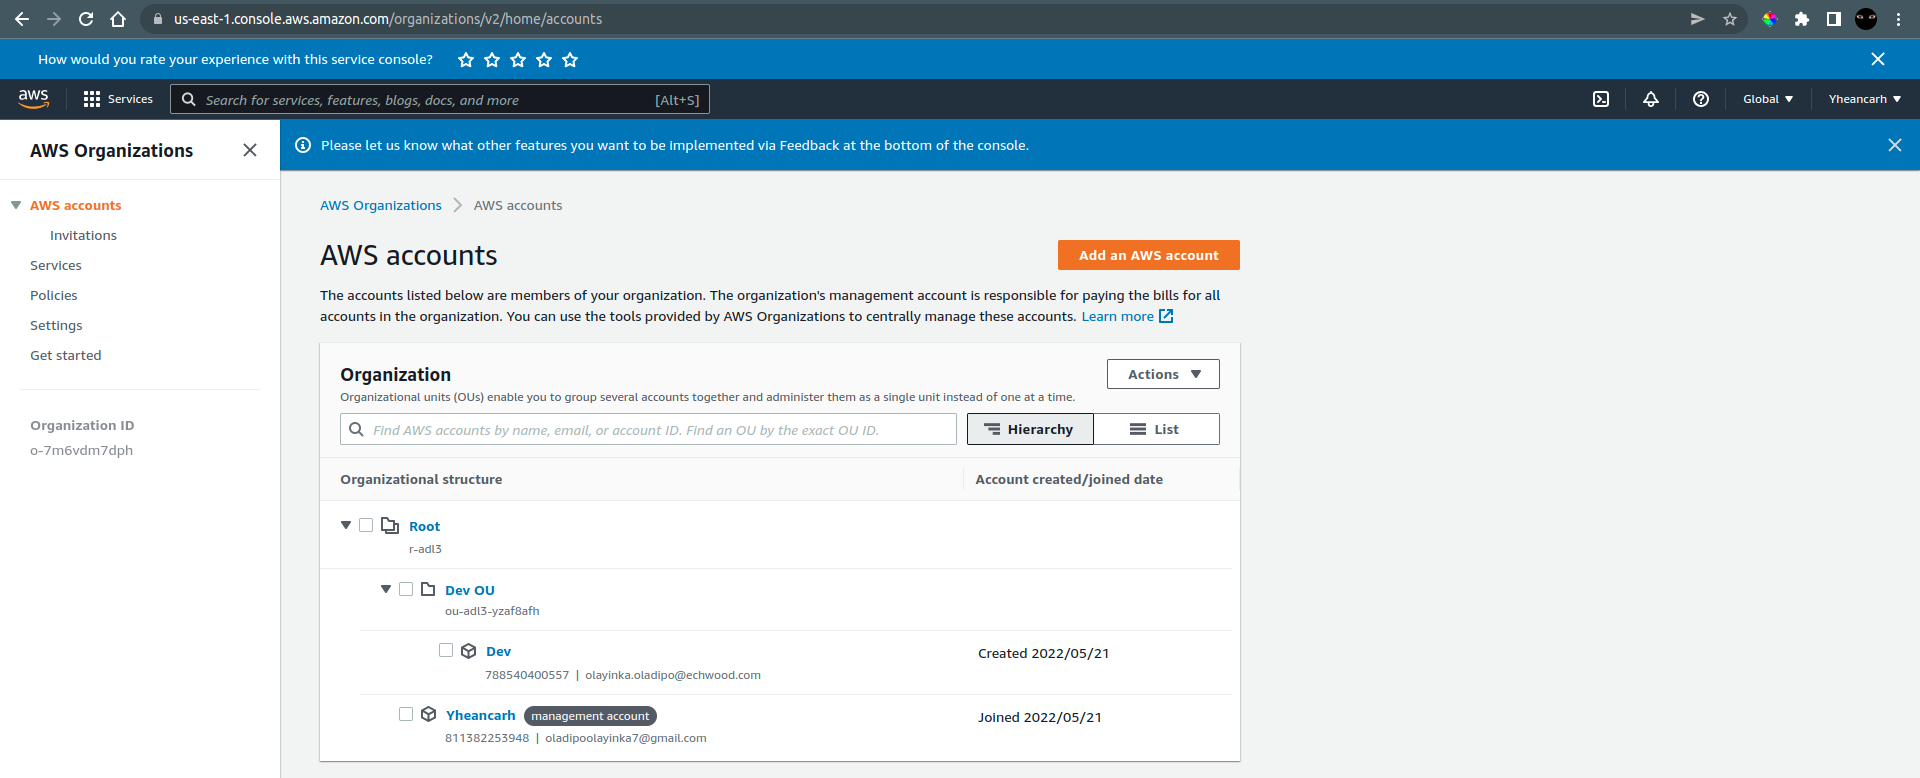 us-east-1.console.aws.amazon.com/organizations/v2/home/accounts
How would you rate your experience with this service console?
aws
Services
Search for services, features, blogs, docs, and more
[Alt+S]
Global
Yheancarh
AWS Organizations
Please let us know what other features you want to be implemented via Feedback at the bottom of the console.
AWS accounts
Invitations
Services
Policies
Settings
Get started
Organization ID
o-7m6vdm7dph
AWS Organizations
AWS accounts
AWS accounts
Add an AWS account
The accounts listed below are members of your organization. The organization's management account is responsible for paying the bills for all
accounts in the organization. You can use the tools provided by AWS Organizations to centrally manage these accounts. Learn more
Organization
Actions
Organizational units (OUs) enable you to group several accounts together and administer them as a single unit instead of one at a time.
Find AWS accounts by name, email, or account ID. Find an OU by the exact OU ID.
Hierarchy
List
Organizational structure
Account created/joined date
Root
r-adl3
Dev OU
ou-adl3-yzaf8afh
Dev
Created 2022/05/21
788540400557 | olayinka.oladipo@echwood.com
Yheancarh
management account
Joined 2022/05/21
811382253948 | oladipoolayinka7@gmail.com